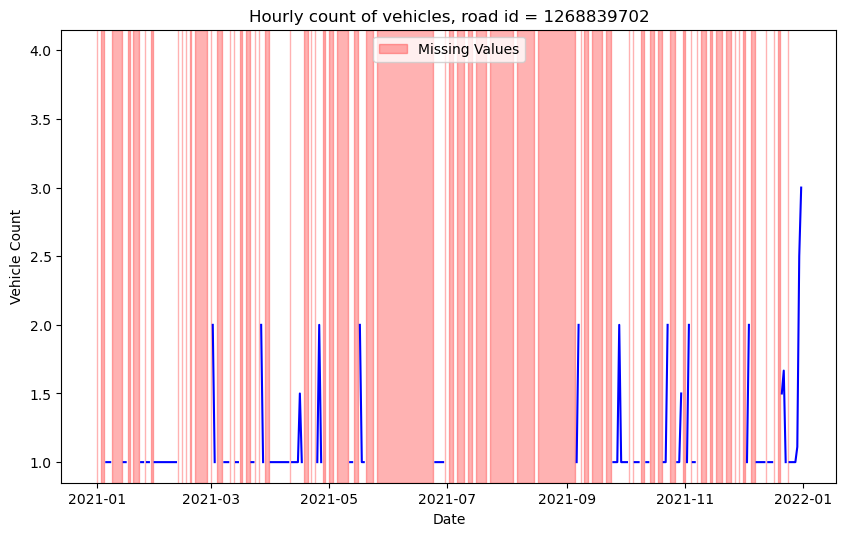 Hourly count of vehicles, road id = 1268839702
Missing Values
Vehicle Count
4.0
3.5
3.0
2.5
2.0
1.5
1.0
2021-01 2021-03 2021-05 2021-07 2021-09 2021-11 2022-01
Date